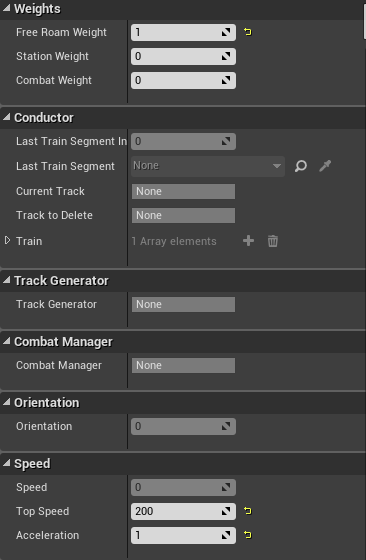 Weights
Free Roam Weight 1
Station Weight 0
Combat Weight 0
Conductor
Last Train Segment In 0
Last Train Segment None
Current Track None
Track to Delete None
Train 1 Array elements
Track Generator
Track Generator None
Combat Manager
Combat Manager None
Orientation
Orientation 0
Speed
Speed 0
Top Speed 200
Acceleration 1